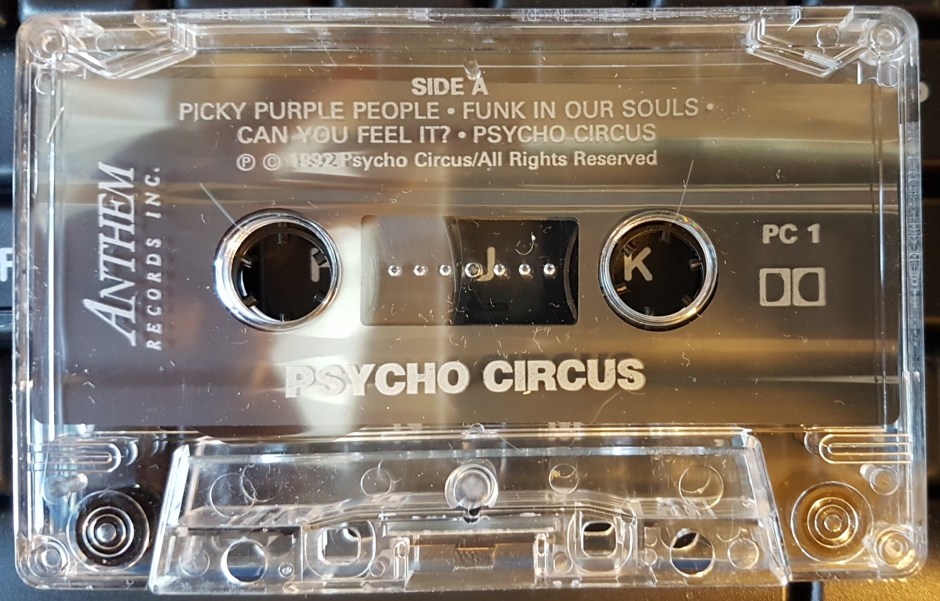 SIDE A
PICKY PURPLE PEOPLE • FUNK IN OUR SOULS •
CAN YOU FEEL IT? • PSYCHO CIRCUS
℗ © 1992 Psycho Circus/All Rights Reserved
ANTHEM
RECORDS INC.
PC 1
J
K
PSYCHO CIRCUS